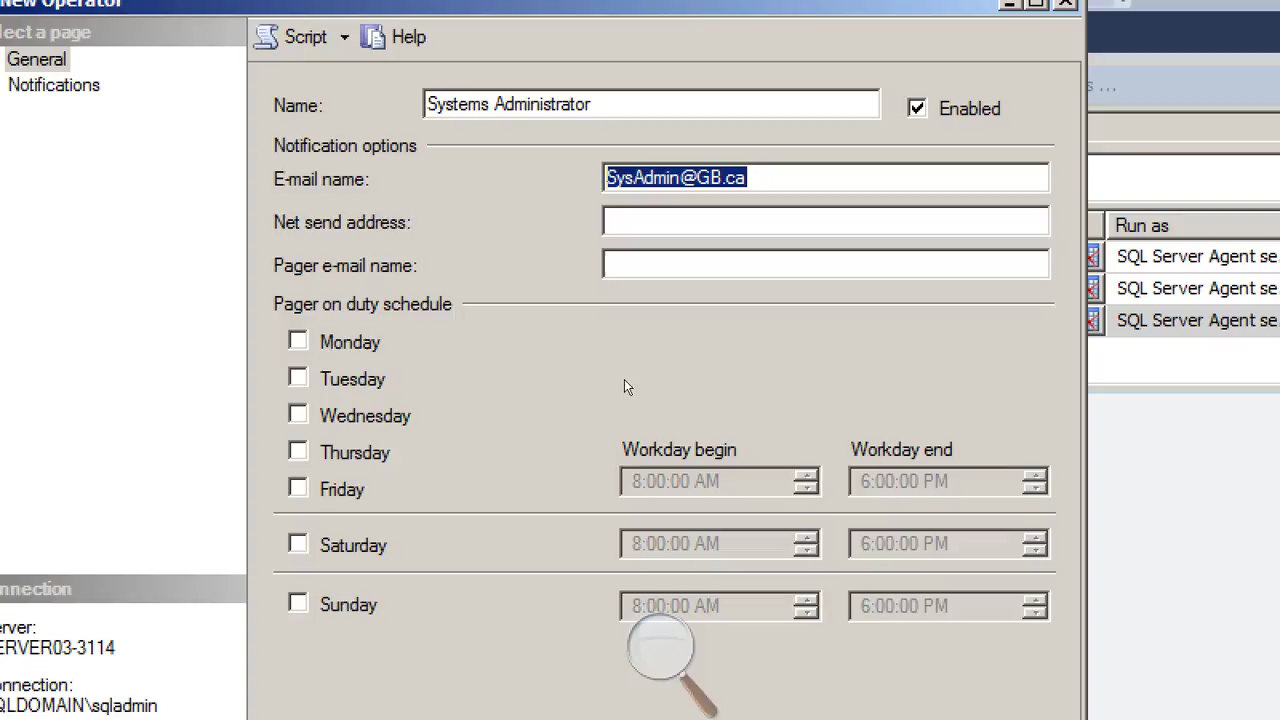 New Operator
lect a page
Script
Help
General
Notifications
Name:
Systems Administrator
Enabled
Notification options
E-mail name:
SysAdmin@GB.ca
Net send address:
Pager e-mail name:
Pager on duty schedule
Monday
Tuesday
Wednesday
Thursday
Workday begin
Workday end
Friday
8:00:00 AM
6:00:00 PM
Saturday
8:00:00 AM
6:00:00 PM
Sunday
8:00:00 AM
6:00:00 PM
nnection
erver:
ERVER03-3114
onnection:
QLDOMAIN\sqladmin
s ...
Run as
SQL Server Agent se
SQL Server Agent se
SQL Server Agent se